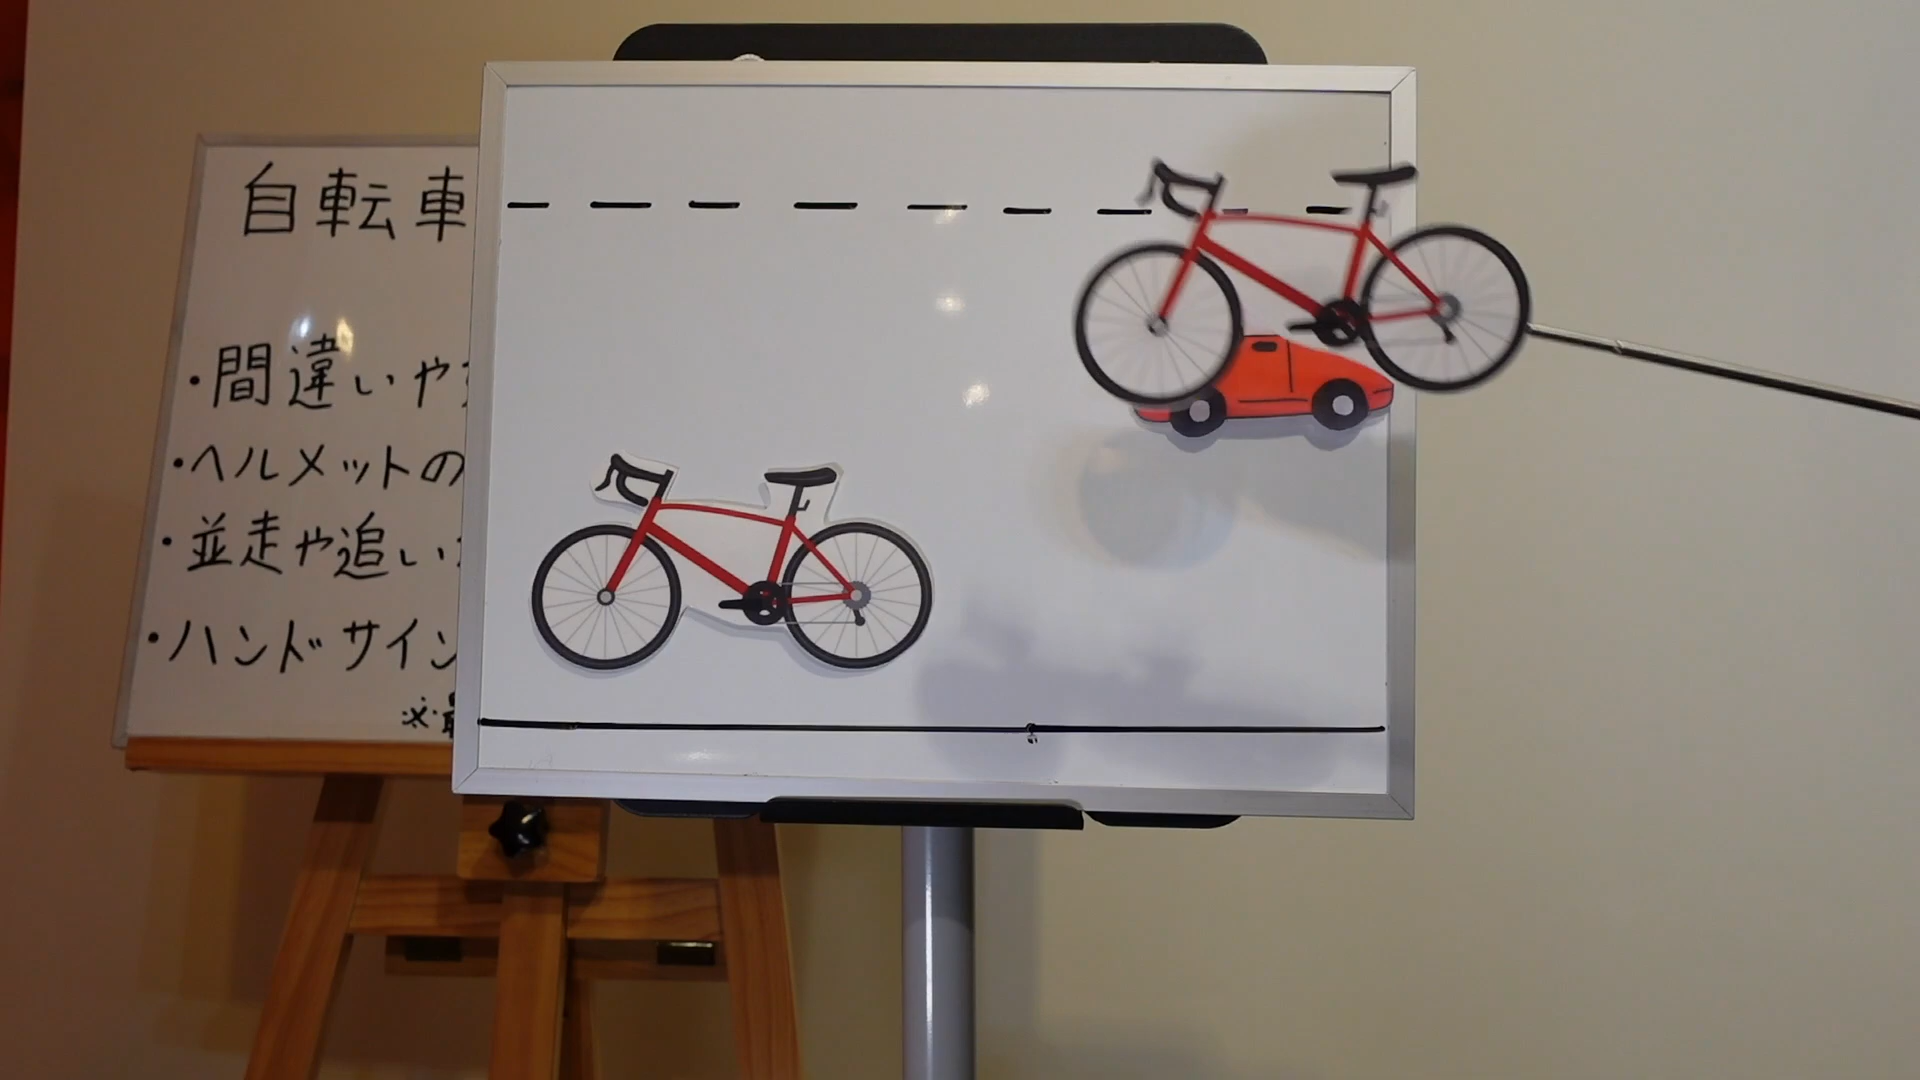 自転車
・間違いや
・ヘルメットの
・並走や追い
・ハンドサイン
※